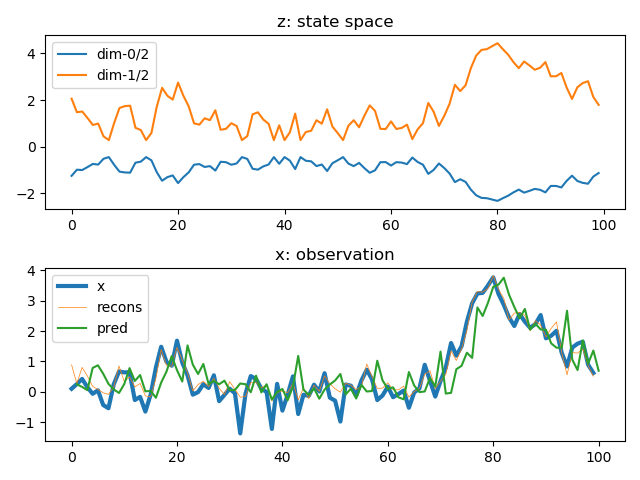 z: state space
dim-0/2
dim-1/2
4
2
0
−2
0 20 40 60 80 100
x: observation
x
recons
pred
4
3
2
1
0
−1
0 20 40 60 80 100